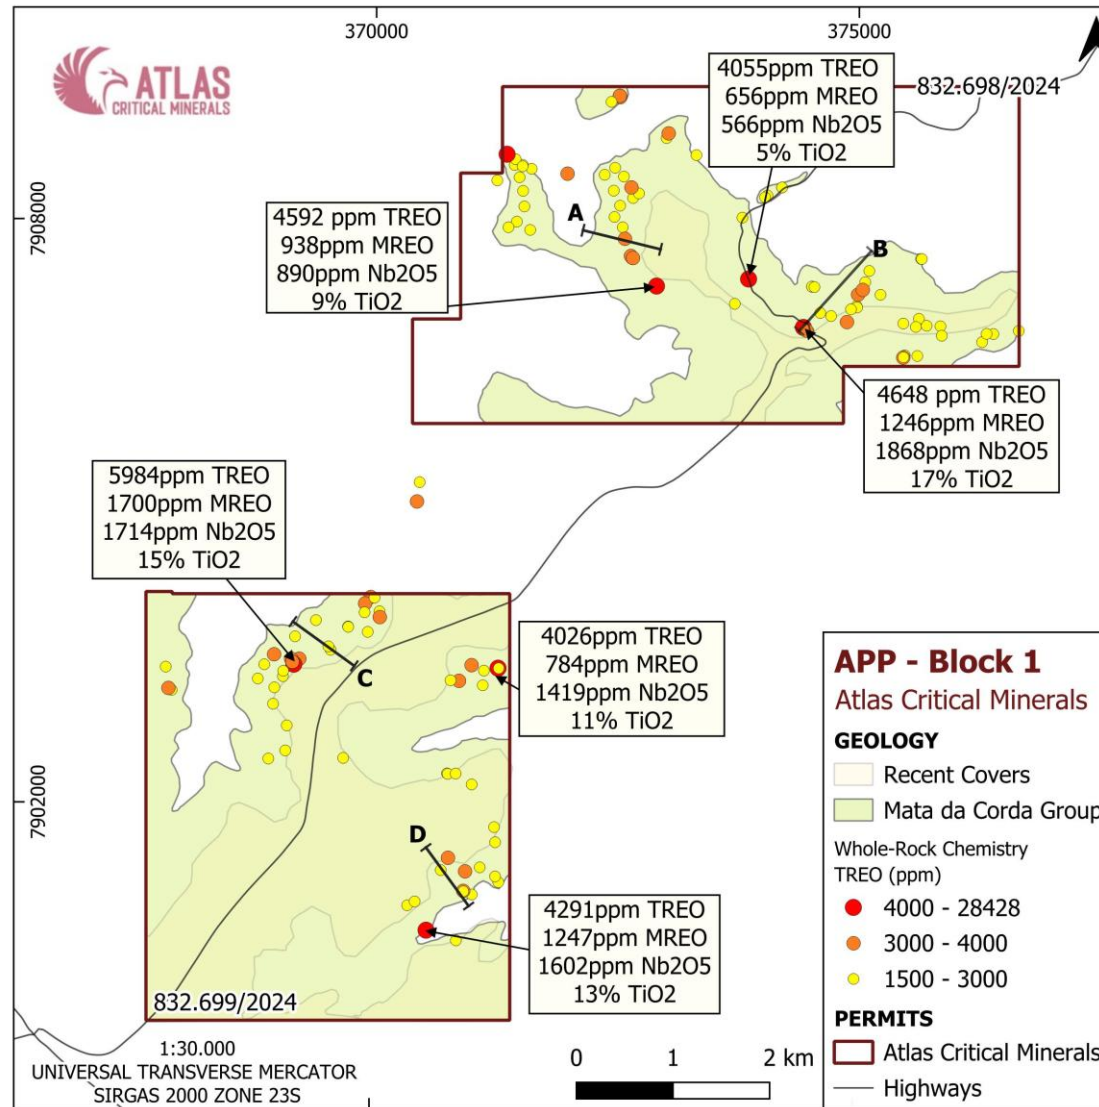 370000
375000
ATLAS
CRITICAL MINERALS
4055ppm TREO
656ppm MREO
566ppm Nb2O5
5% TiO2
832.698/2024
7908000
A
4592 ppm TREO
938ppm MREO
890ppm Nb2O5
9% TiO2
B
4648 ppm TREO
1246ppm MREO
1868ppm Nb2O5
17% TiO2
5984ppm TREO
1700ppm MREO
1714ppm Nb2O5
15% TiO2
C
4026ppm TREO
784ppm MREO
1419ppm Nb2O5
11% TiO2
7902000
D
4291ppm TREO
1247ppm MREO
1602ppm Nb2O5
13% TiO2
832.699/2024
1:30.000
UNIVERSAL TRANSVERSE MERCATOR
SIRGAS 2000 ZONE 23S
0 1 2 km
APP - Block 1
Atlas Critical Minerals
GEOLOGY
Recent Covers
Mata da Corda Group
Whole-Rock Chemistry
TREO (ppm)
4000 - 28428
3000 - 4000
1500 - 3000
PERMITS
Atlas Critical Minerals
Highways